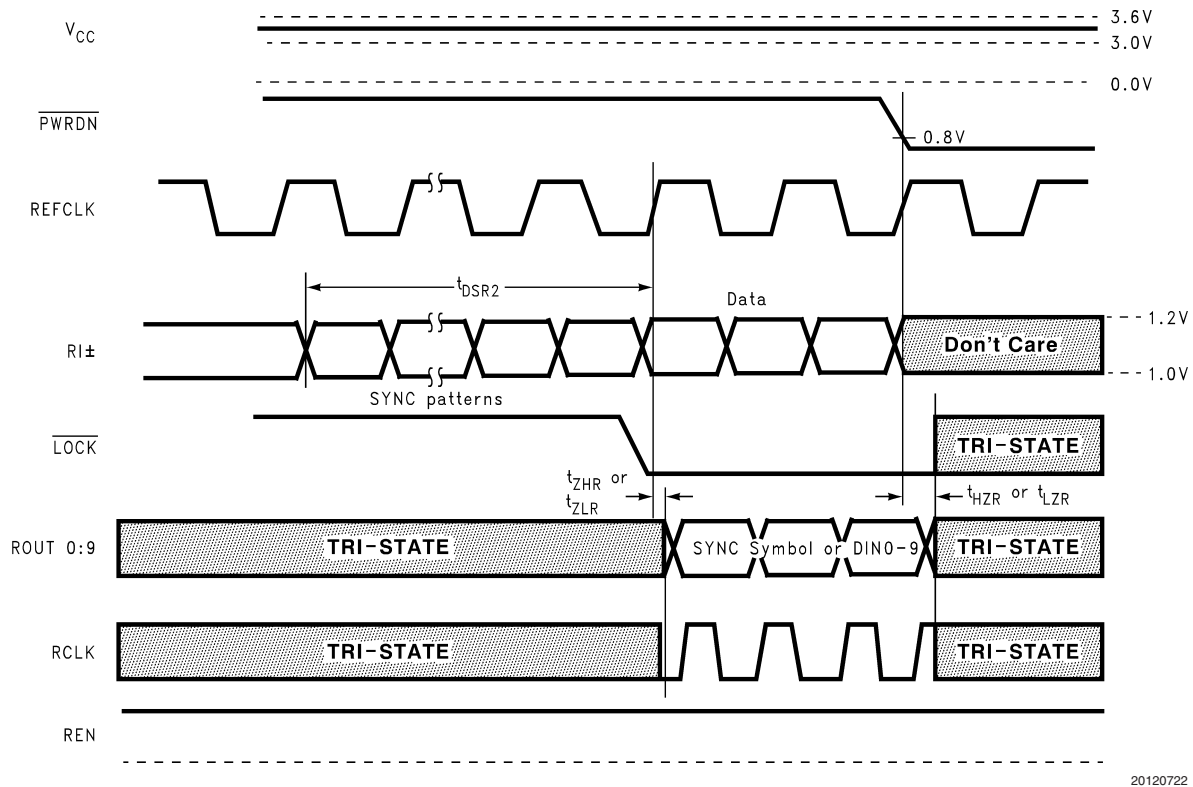 3.6V
VCC
3.0V
0.0V
PWRDN
0.8V
REFCLK
tDSR2
Data
1.2V
RI±
Don't Care
1.0V
SYNC patterns
LOCK
TRI-STATE
tZHR or
tZLR
tHZR or tLZR
ROUT 0:9
TRI-STATE
SYNC Symbol or DIN0-9
TRI-STATE
RCLK
TRI-STATE
TRI-STATE
REN
20120722